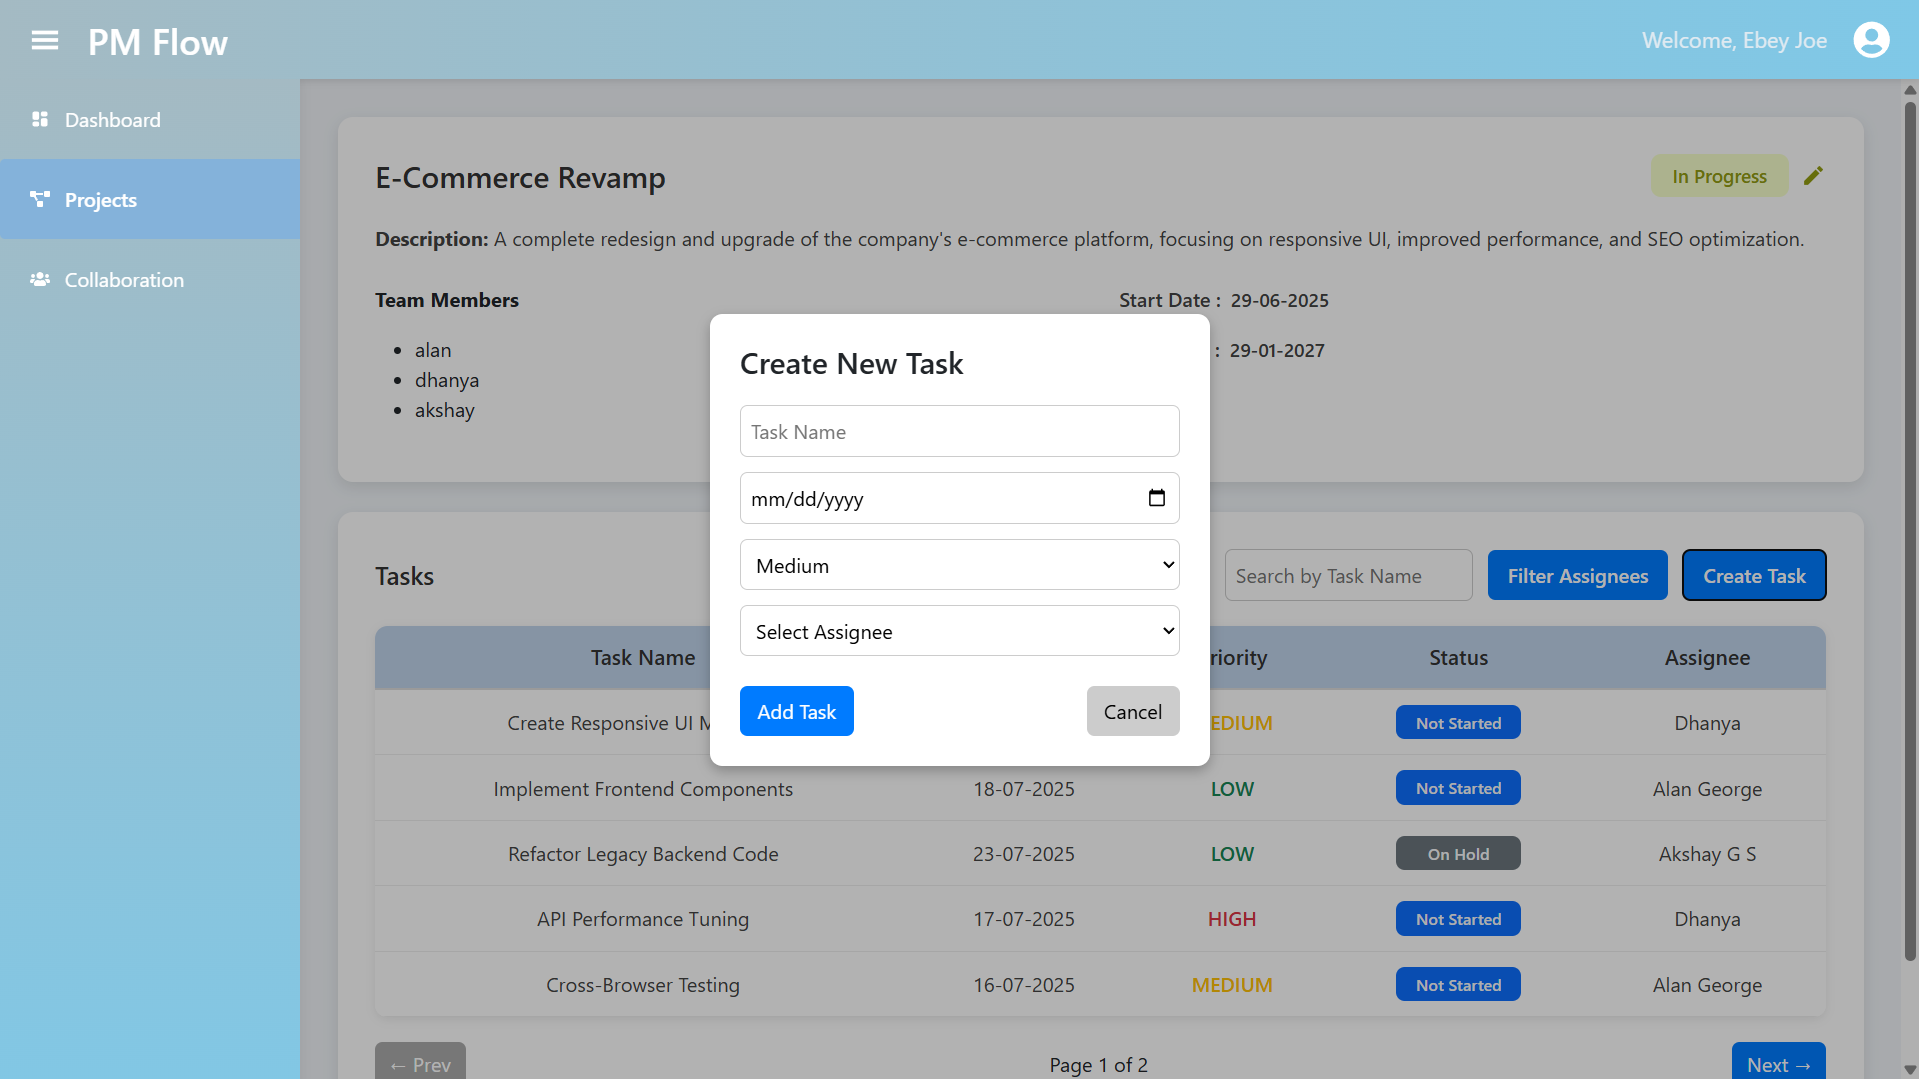 PM Flow
Welcome, Ebey Joe
Dashboard
Projects
Collaboration
E-Commerce Revamp
In Progress
Description: A complete redesign and upgrade of the company's e-commerce platform, focusing on responsive UI, improved performance, and SEO optimization.
Team Members
Start Date : 29-06-2025
alan
: 29-01-2027
dhanya
akshay
Create New Task
Task Name
mm/dd/yyyy
Medium
Select Assignee
Add Task
Cancel
Tasks
Search by Task Name
Filter Assignees
Create Task
Task Name
riority
Status
Assignee
Create Responsive UI
EDIUM
Not Started
Dhanya
Implement Frontend Components
18-07-2025
LOW
Not Started
Alan George
Refactor Legacy Backend Code
23-07-2025
LOW
On Hold
Akshay G S
API Performance Tuning
17-07-2025
HIGH
Not Started
Dhanya
Cross-Browser Testing
16-07-2025
MEDIUM
Not Started
Alan George
← Prev
Page 1 of 2
Next →